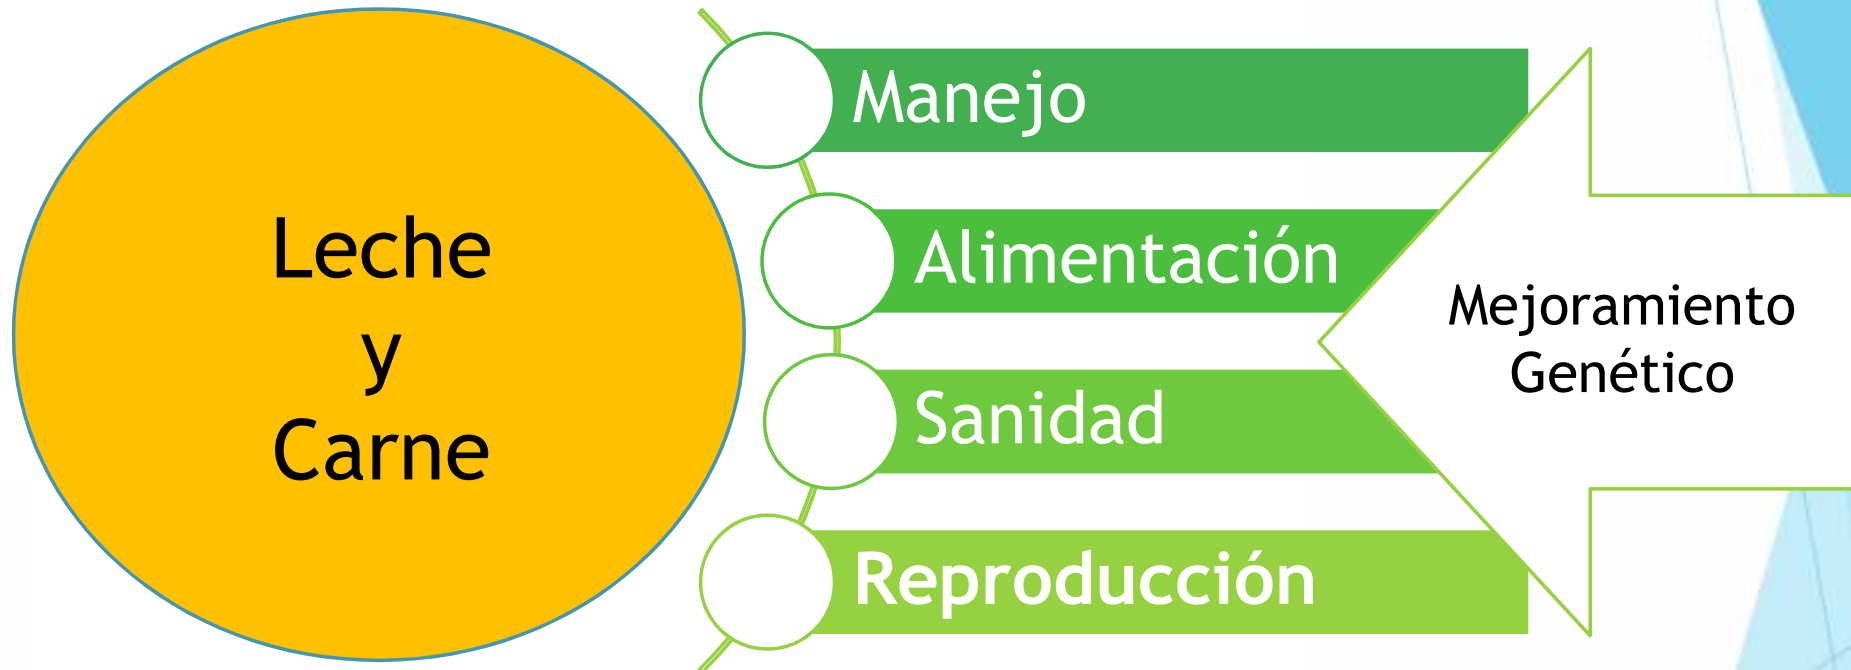 Leche
y
Carne
Manejo
Alimentación
Sanidad
Reproducción
Mejoramiento
Genético